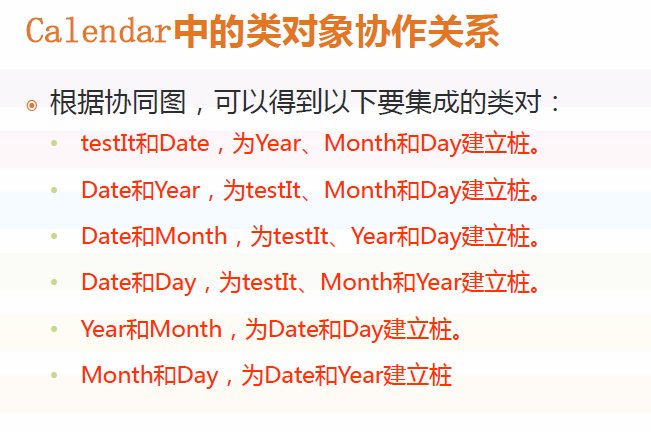 Calendar中的类对象协作关系
根据协同图，可以得到以下要集成的类对：
testIt和Date，为Year、Month和Day建立桩。
Date和Year，为testIt、Month和Day建立桩。
Date和Month，为testIt、Year和Day建立桩。
Date和Day，为testIt、Month和Year建立桩。
Year和Month，为Date和Day建立桩。
Month和Day，为Date和Year建立桩